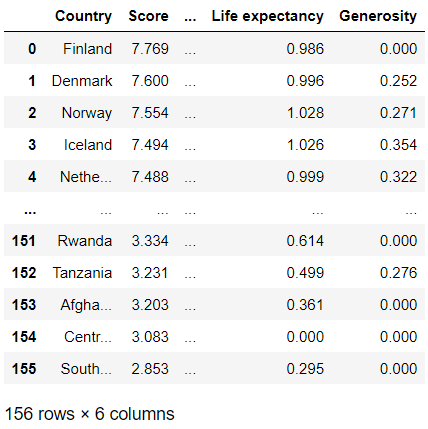 Country Score ... Life expectancy Generosity
0 Finland 7.769 ... 0.986 0.000
1 Denmark 7.600 ... 0.996 0.252
2 Norway 7.554 ... 1.028 0.271
3 Iceland 7.494 ... 1.026 0.354
4 Nethe... 7.488 ... 0.999 0.322
... ... ... ... ... ...
151 Rwanda 3.334 ... 0.614 0.000
152 Tanzania 3.231 ... 0.499 0.276
153 Afgha... 3.203 ... 0.361 0.000
154 Centr... 3.083 ... 0.000 0.000
155 South... 2.853 ... 0.295 0.000
156 rows × 6 columns